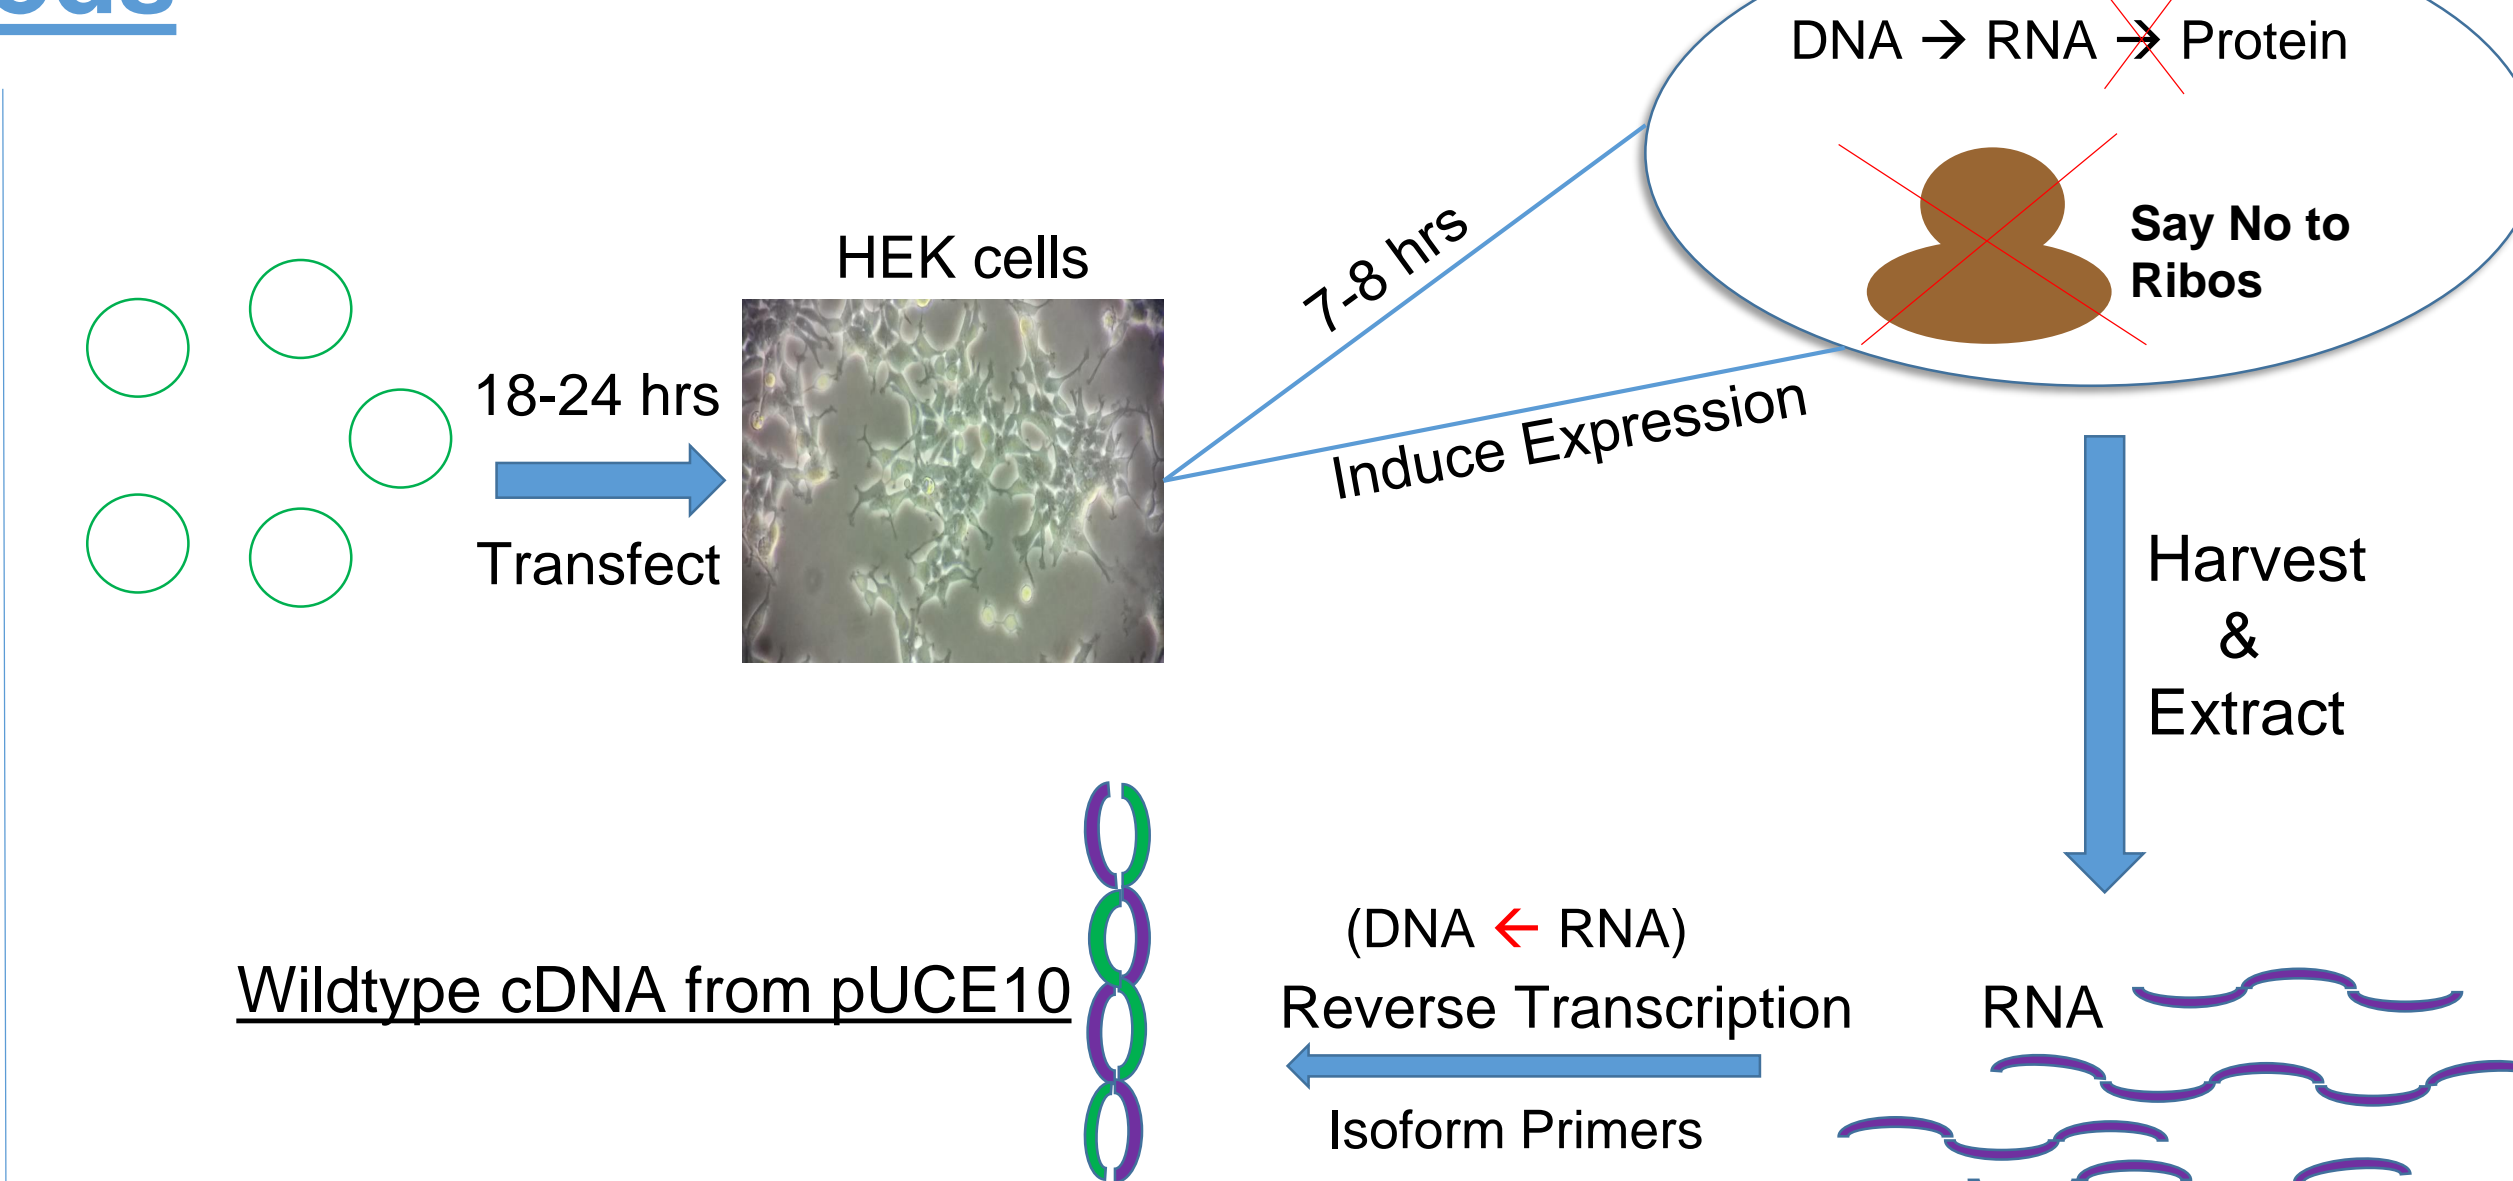 DNA → RNA → Protein
Say No to
Ribos
7-8 hrs
HEK cells
18-24 hrs
Transfect
Induce Expression
Harvest
&
Extract
(DNA ← RNA)
Reverse Transcription
Isoform Primers
RNA
Wildtype cDNA from pUCE10